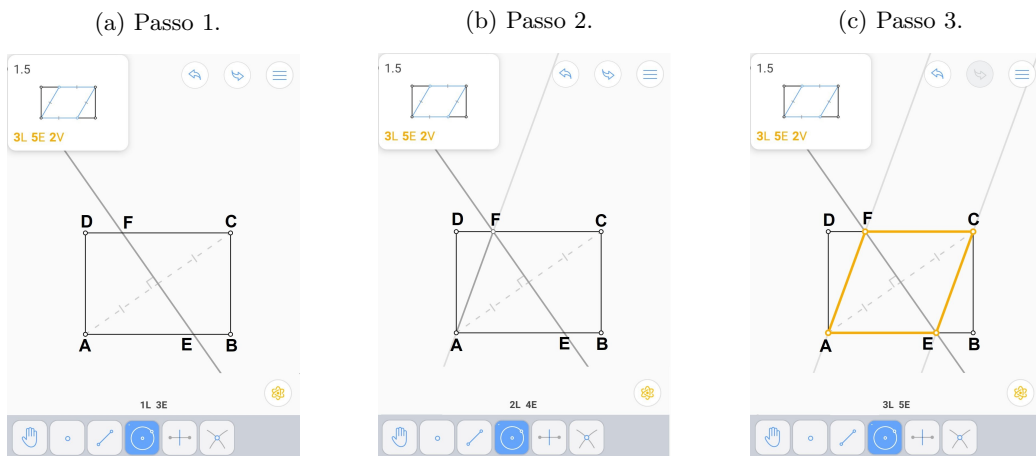 (a) Passo 1.
1.5
3L 5E 2V
D F C
A E B
1L 3E
(b) Passo 2.
1.5
3L 5E 2V
D F C
A E B
2L 4E
(c) Passo 3.
1.5
3L 5E 2V
D F C
A E B
3L 5E